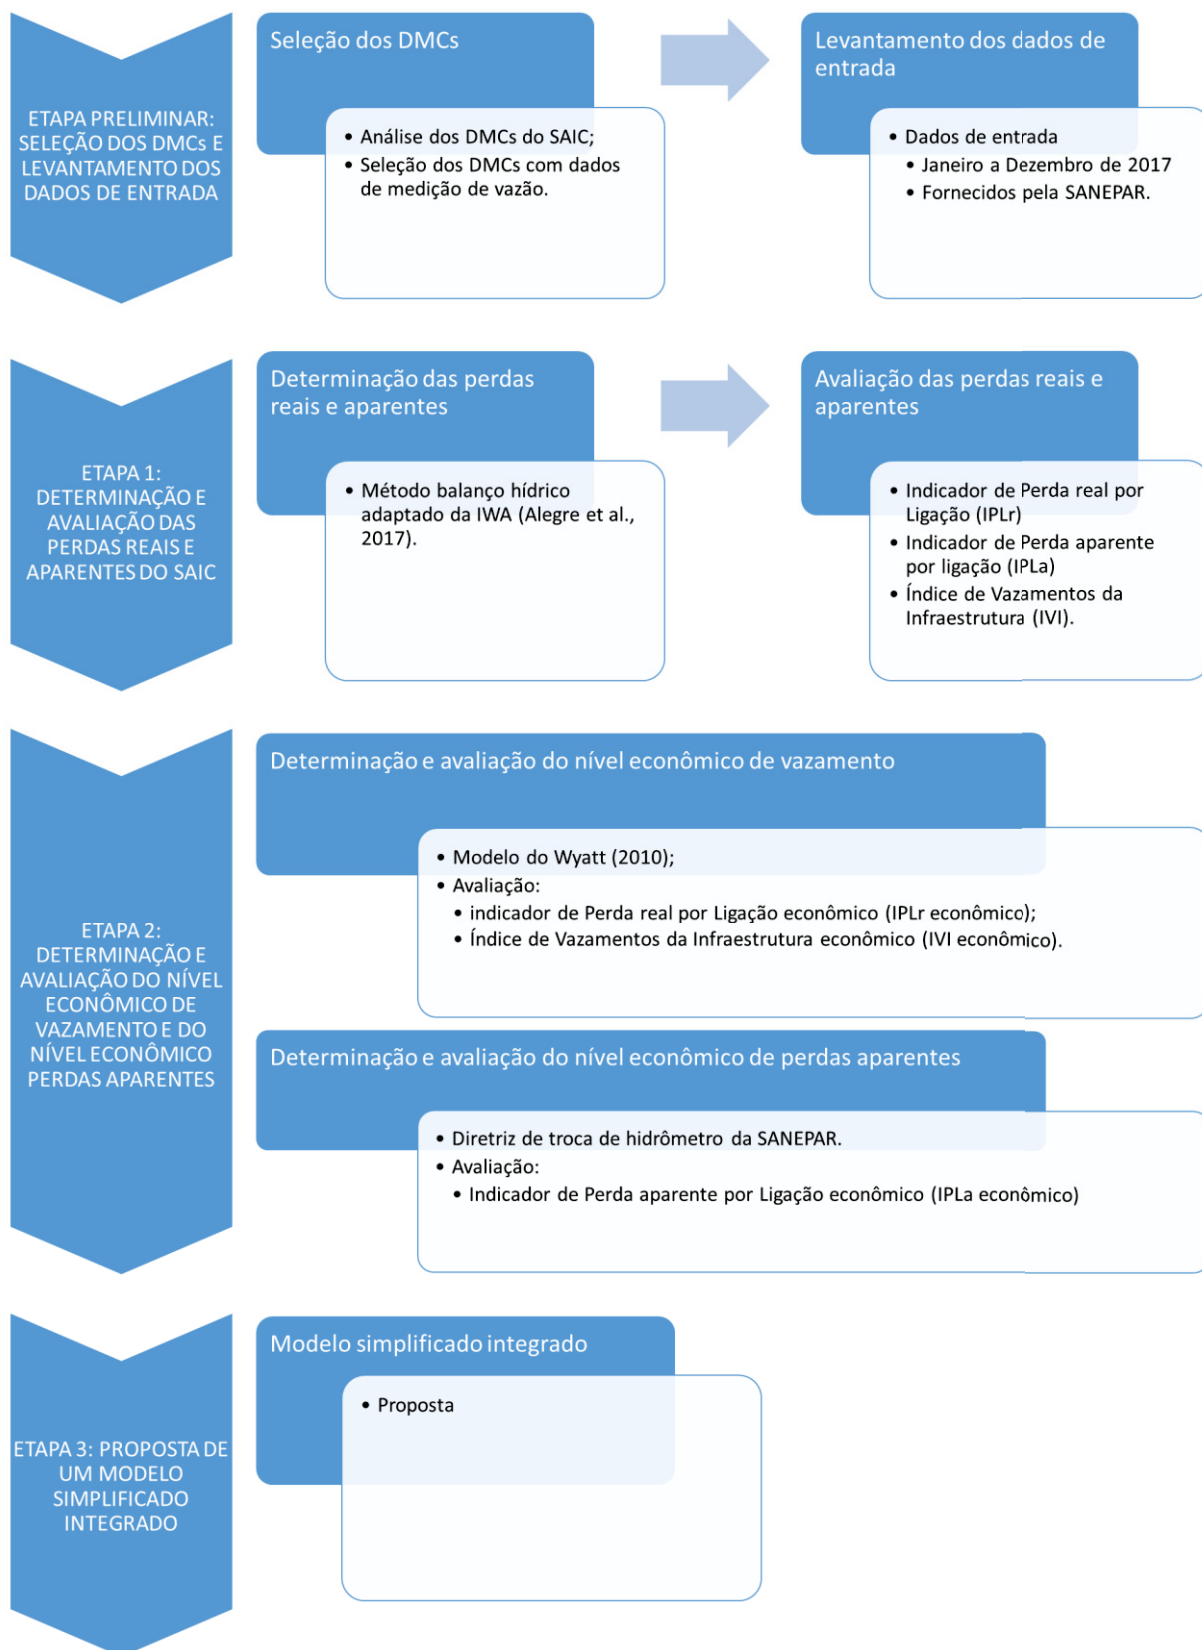 ETAPA PRELIMINAR:
SELEÇÃO DOS DMCs E
LEVANTAMENTO DOS
DADOS DE ENTRADA
Seleção dos DMCs
• Análise dos DMCs do SAIC;
• Seleção dos DMCs com dados
de medição de vazão.
Levantamento dos dados de
entrada
• Dados de entrada
• Janeiro a Dezembro de 2017
• Fornecidos pela SANEPAR.
ETAPA 1:
DETERMINAÇÃO E
AVALIAÇÃO DAS
PERDAS REAIS E
APARENTES DO SAIC
Determinação das perdas
reais e aparentes
• Método balanço hídrico
adaptado da IWA (Alegre et al.,
2017).
Avaliação das perdas reais e
aparentes
• Indicador de Perda real por
Ligação (IPLr)
• Indicador de Perda aparente
por ligação (IPLa)
• Índice de Vazamentos da
Infraestrutura (IVI).
ETAPA 2:
DETERMINAÇÃO E
AVALIAÇÃO DO NÍVEL
ECONÔMICO DE
VAZAMENTO E DO
NÍVEL ECONÔMICO
PERDAS APARENTES
Determinação e avaliação do nível econômico de vazamento
• Modelo do Wyatt (2010);
• Avaliação:
• indicador de Perda real por Ligação econômico (IPLr econômico);
• Índice de Vazamentos da Infraestrutura econômico (IVI econômico).
Determinação e avaliação do nível econômico de perdas aparentes
• Diretriz de troca de hidrômetro da SANEPAR.
• Avaliação:
• Indicador de Perda aparente por Ligação econômico (IPLa econômico)
ETAPA 3: PROPOSTA DE
UM MODELO
SIMPLIFICADO
INTEGRADO
Modelo simplificado integrado
• Proposta